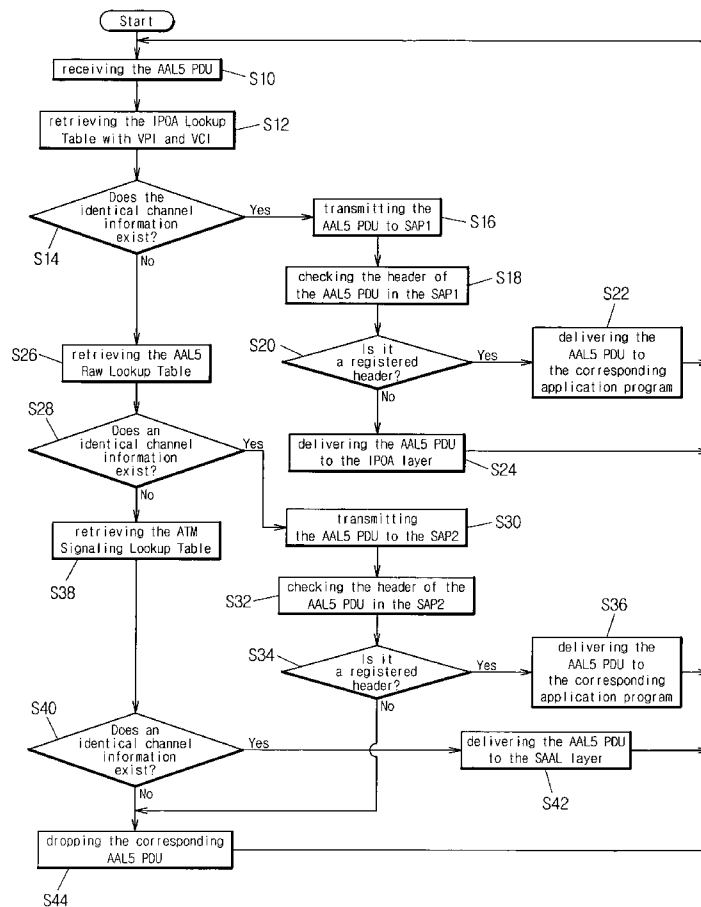 Start
receiving the AAL5 PDU
S10
retrieving the IPOA Lookup
Table with VPI and VCI
S12
Does the
identical channel
information
exist?
S14
Yes
No
transmitting the
AAL5 PDU to SAP1
S16
checking the header of
the AAL5 PDU in the SAP1
S18
S20
Is it
a registered
header?
Yes
No
S22
delivering the
AAL5 PDU to
the corresponding
application program
delivering the AAL5 PDU
to the IPOA layer
S24
S26
retrieving the AAL5
Raw Lookup Table
S28
Does an
identical channel
information
exist?
Yes
No
transmitting
the AAL5 PDU to the SAP2
S30
retrieving the ATM
Signaling Lookup Table
S38
S32
checking the header of the
AAL5 PDU in the SAP2
S34
Is it
a registered
header?
Yes
No
S36
delivering the
AAL5 PDU to
the corresponding
application program
S40
Does an
identical channel
information
exist?
Yes
No
delivering the AAL5 PDU
to the SAAL layer
S42
dropping the corresponding
AAL5 PDU
S44